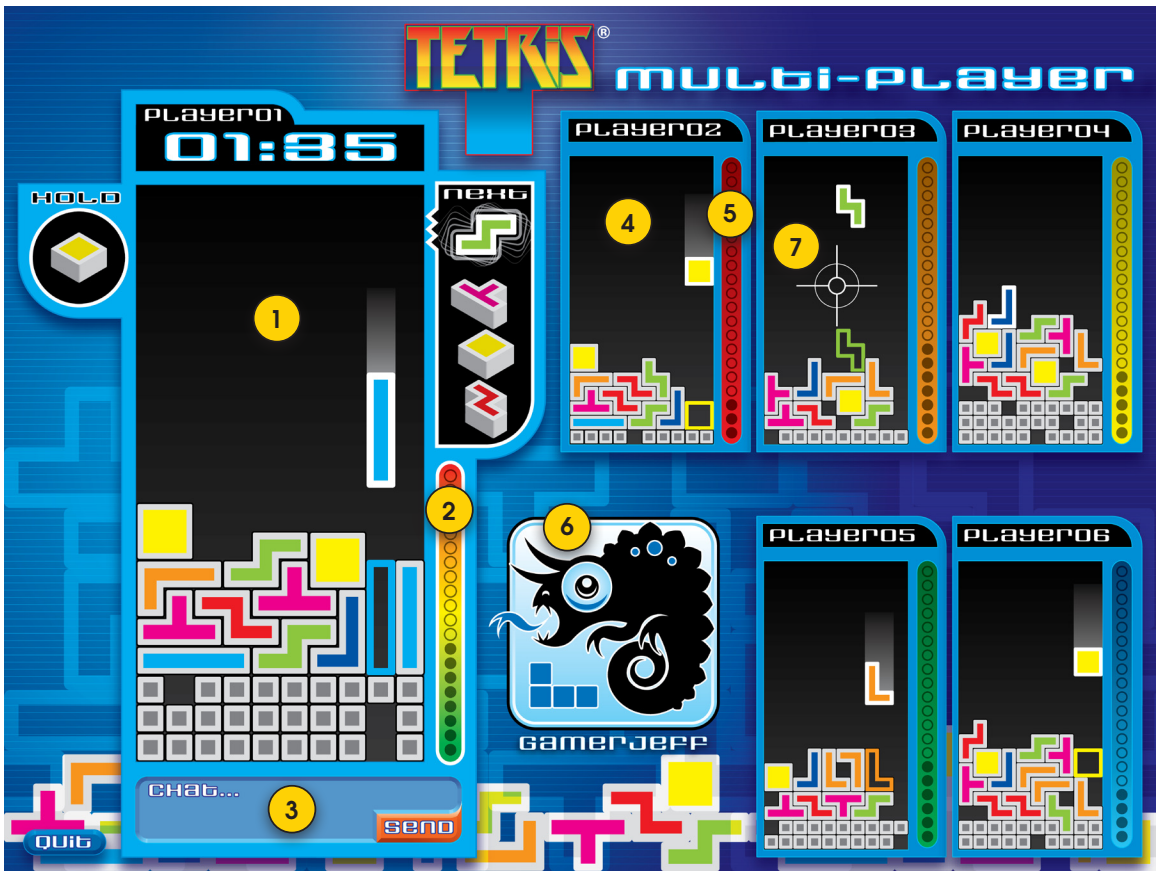 TETRIS®
MULTI-PLAYER
PLAYER01
01:35
HOLD
NEXT
1
2
3
CHAT...
SEND
QUIT
PLAYER02
4
5
PLAYER03
7
PLAYER04
6
GAMERJEFF
PLAYER05
PLAYER06